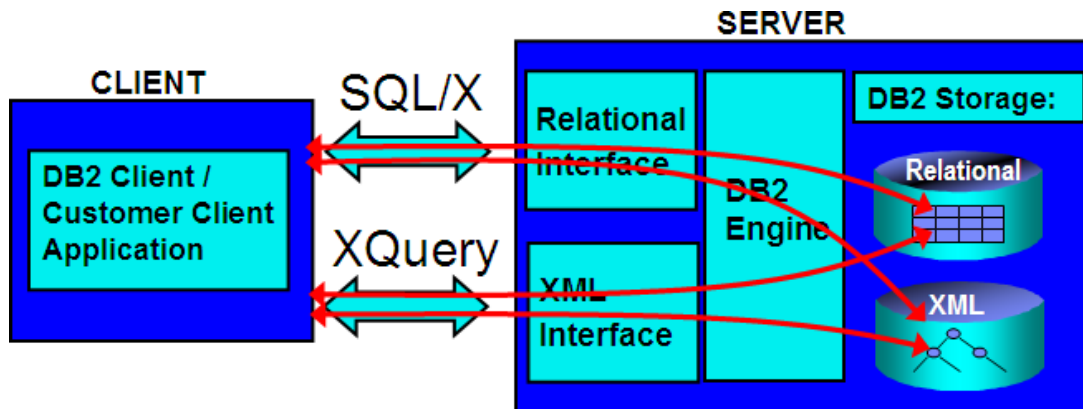 SERVER
CLIENT
SQL/X
DB2 Storage:
Relational
Interface
DB2 Client /
Customer Client
Application
Relational
DB2
Engine
XQuery
XML
Interface
XML